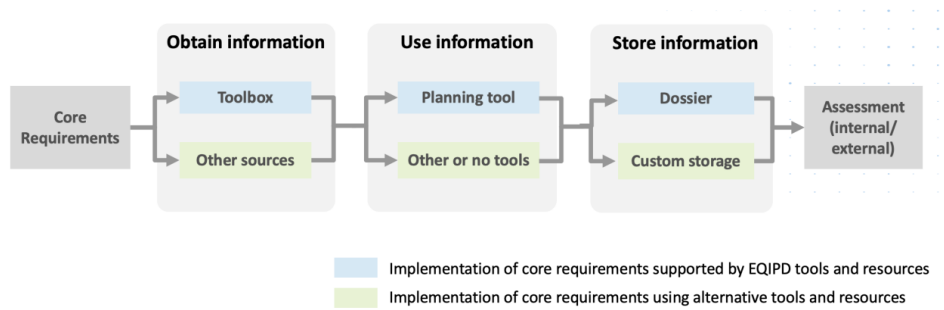 Obtain information
Use information
Store information
Toolbox
Planning tool
Dossier
Core
Requirements
Assessment
(internal/
external)
Other sources
Other or no tools
Custom storage
Implementation of core requirements supported by EQIPD tools and resources
Implementation of core requirements using alternative tools and resources